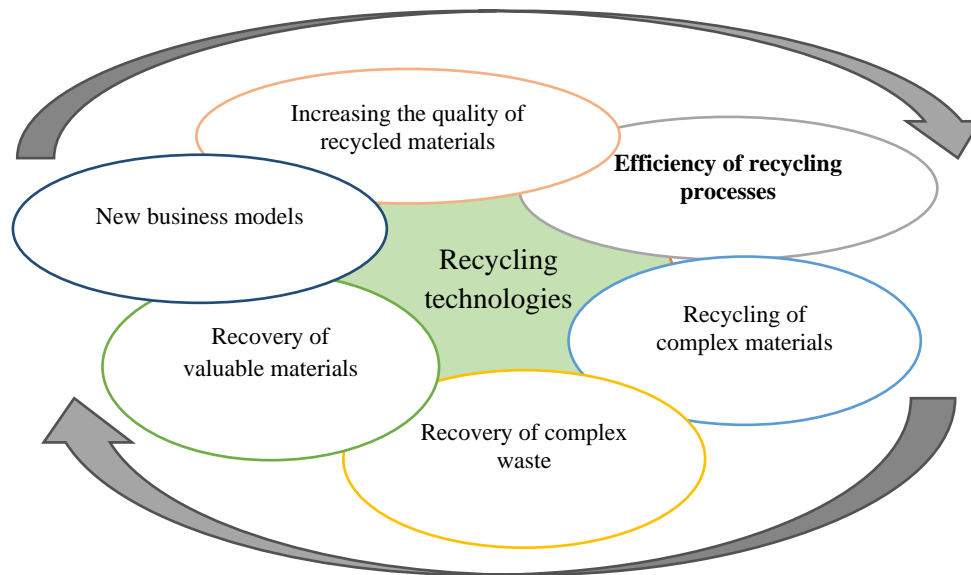 Increasing the quality of
recycled materials
Efficiency of recycling
processes
New business models
Recycling
technologies
Recycling of
complex materials
Recovery of
valuable materials
Recovery of complex
waste